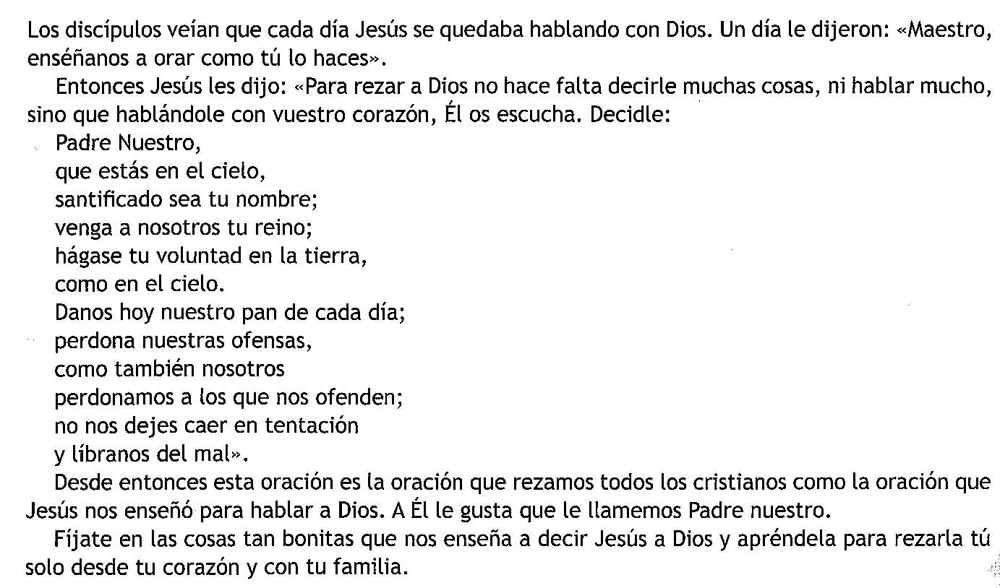 Los discípulos veían que cada día Jesús se quedaba hablando con Dios. Un día le dijeron: «Maestro,
enséñanos a orar como tú lo haces».
Entonces Jesús les dijo: «Para rezar a Dios no hace falta decirle muchas cosas, ni hablar mucho,
sino que hablándole con vuestro corazón, Él os escucha. Decidle:
Padre Nuestro,
que estás en el cielo,
santificado sea tu nombre;
venga a nosotros tu reino;
hágase tu voluntad en la tierra,
como en el cielo.
Danos hoy nuestro pan de cada día;
perdona nuestras ofensas,
como también nosotros
perdonamos a los que nos ofenden;
no nos dejes caer en tentación
y líbranos del mal».
Desde entonces esta oración es la oración que rezamos todos los cristianos como la oración que
Jesús nos enseñó para hablar a Dios. A Él le gusta que le llamemos Padre nuestro.
Fíjate en las cosas tan bonitas que nos enseña a decir Jesús a Dios y apréndela para rezarla tú
solo desde tu corazón y con tu familia.